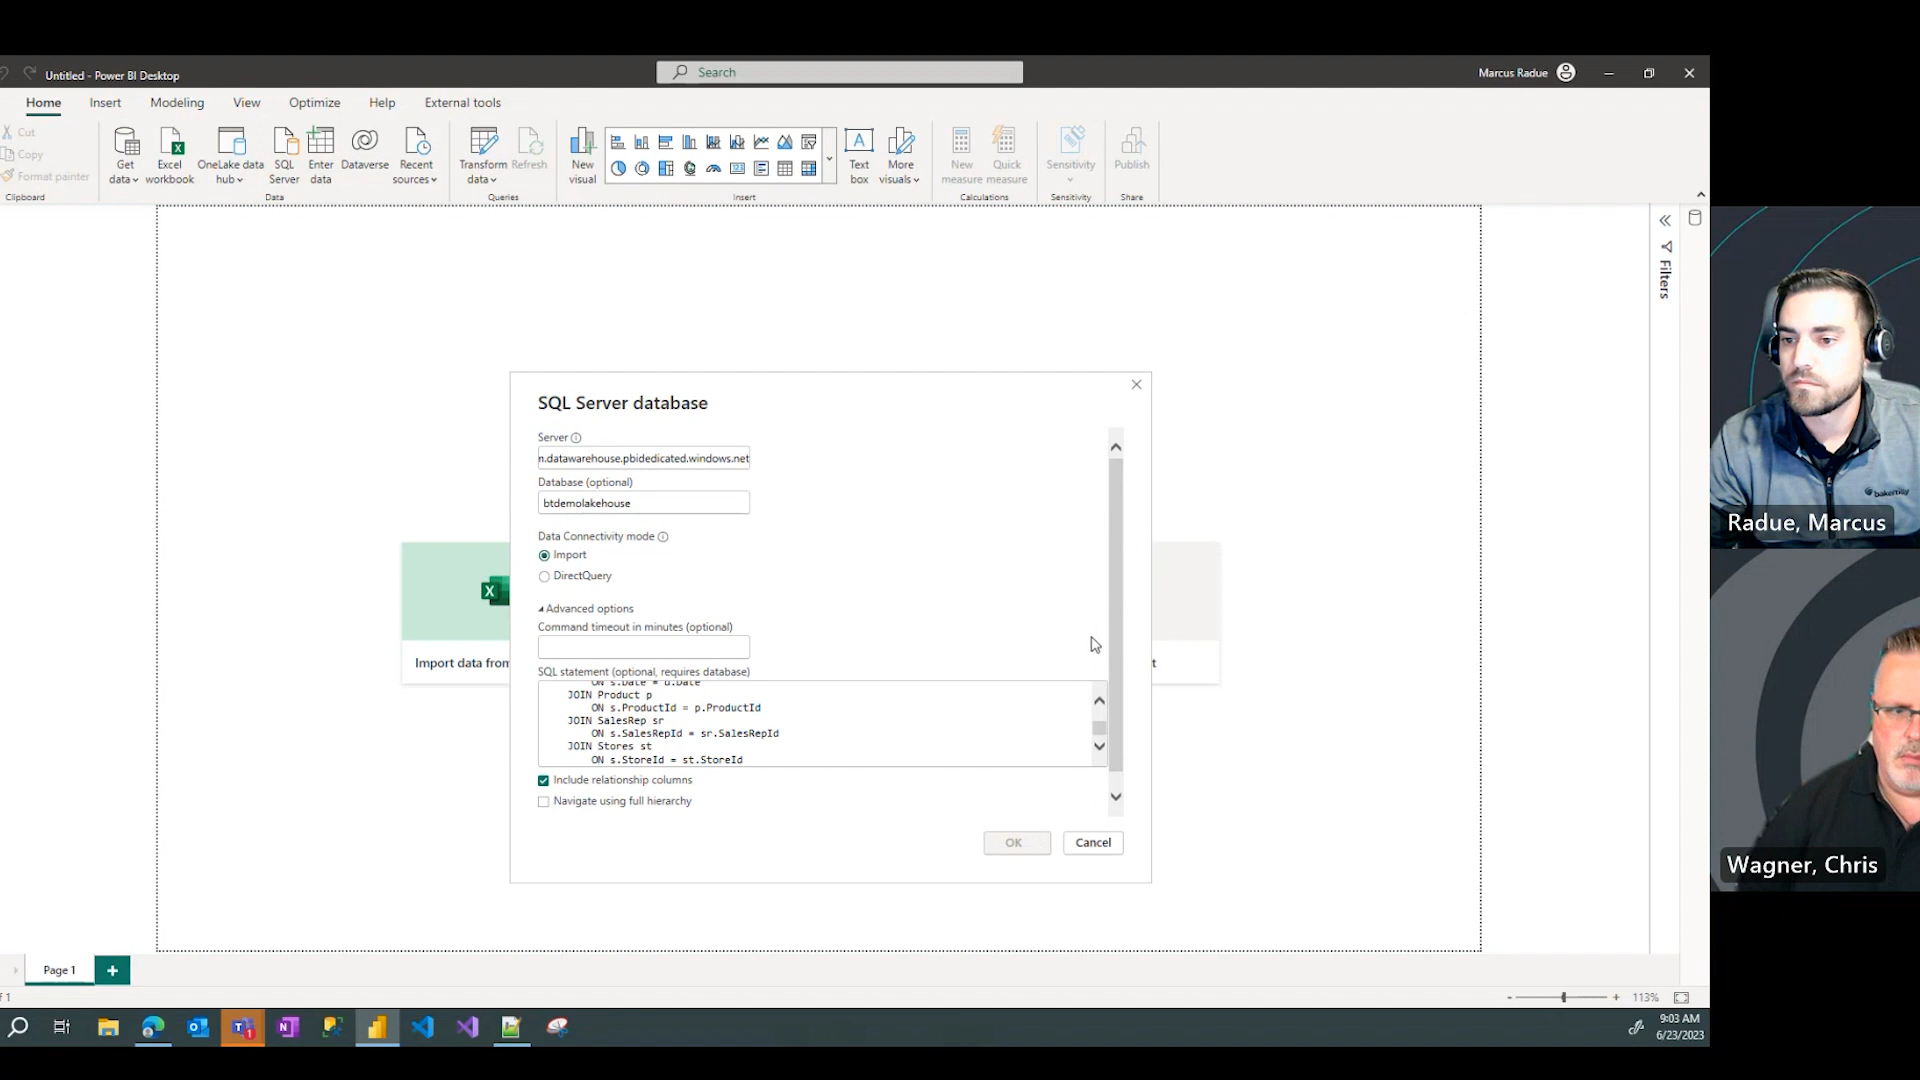 Untitled - Power BI Desktop
Search
Marcus Radue
Home
Insert
Modeling
View
Optimize
Help
External tools
Cut
Copy
Format painter
Clipboard
Get data
Excel workbook
OneLake data hub
SQL Server
Enter data
Dataverse
Recent sources
Data
Transform data
Refresh
Queries
New visual
Text box
More visuals
Insert
New measure
Quick measure
Calculations
Sensitivity
Sensitivity
Publish
Share
Filters
SQL Server database
Server
n.datawarehouse.pbidedicated.windows.net
Database (optional)
btdemolakehouse
Data Connectivity mode
Import
DirectQuery
Advanced options
Command timeout in minutes (optional)
SQL statement (optional, requires database)
ON s.Date = d.Date
JOIN Product p
ON s.ProductId = p.ProductId
JOIN SalesRep sr
ON s.SalesRepId = sr.SalesRepId
JOIN Stores st
ON s.StoreId = st.StoreId
Include relationship columns
Navigate using full hierarchy
OK
Cancel
Import data from
t
bakertilly
Radue, Marcus
Wagner, Chris
Page 1
f 1
113%
9:03 AM
6/23/2023